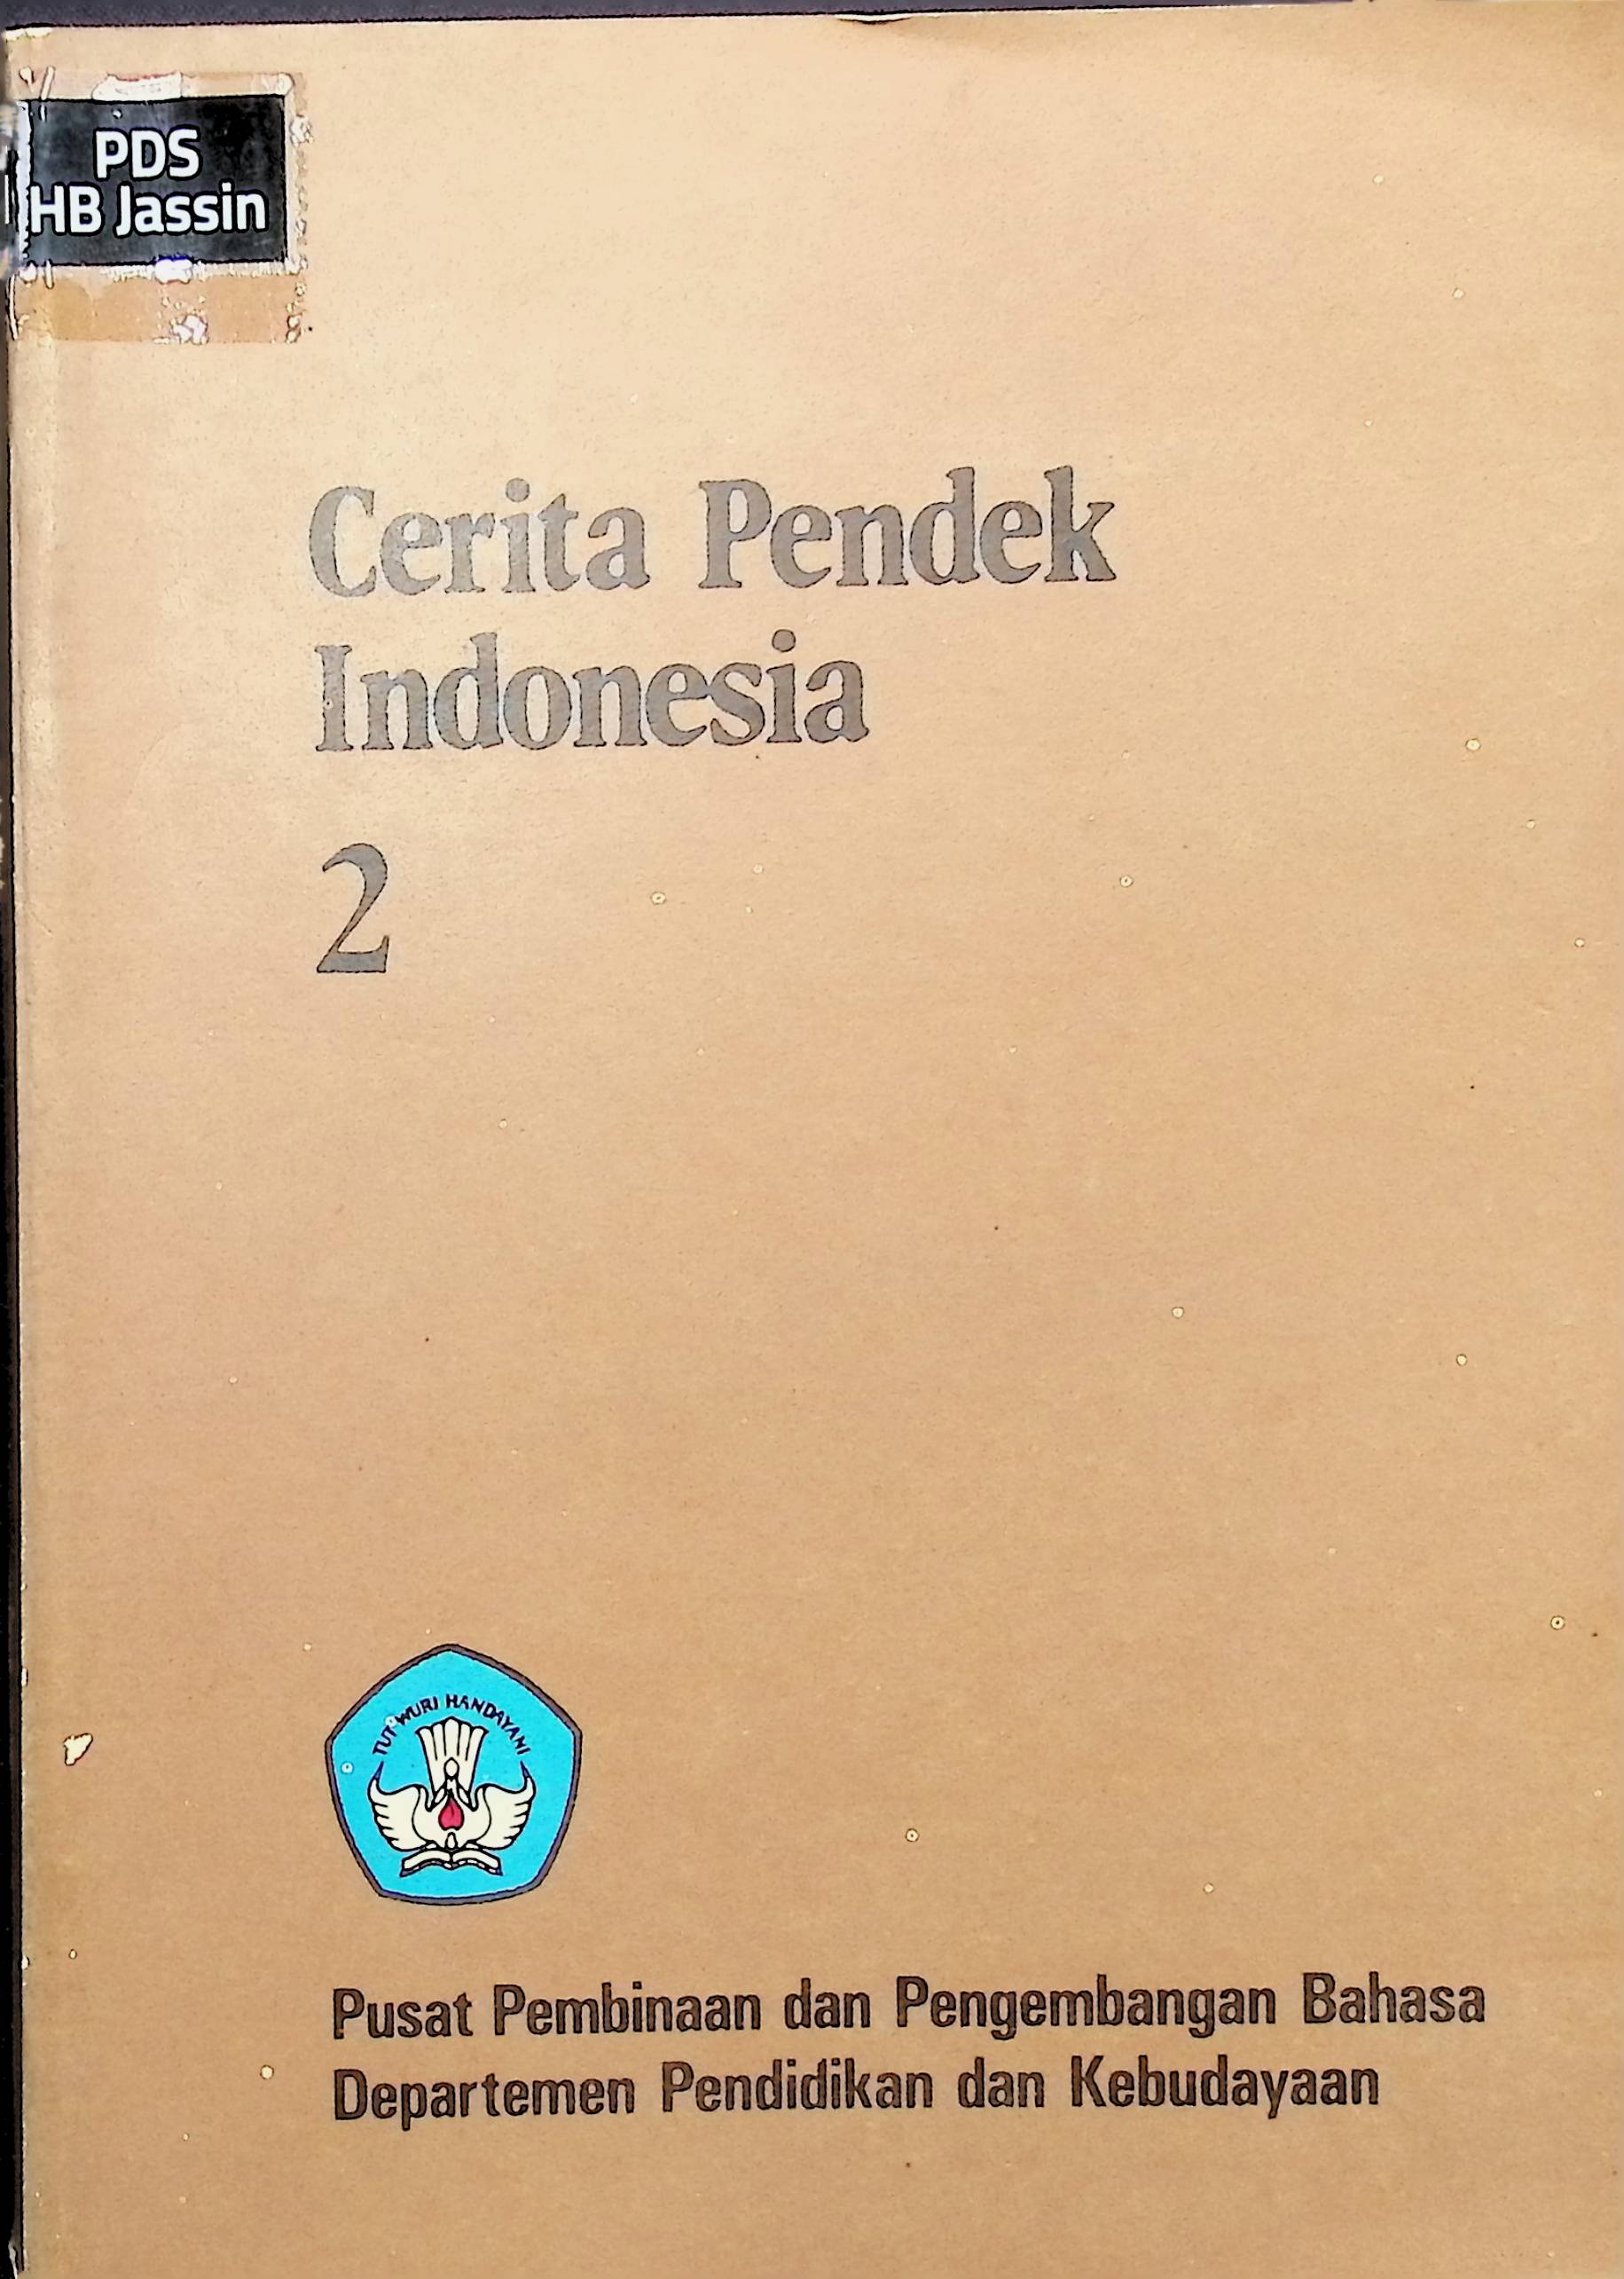 PDS
HB Jassin
Cerita Pendek
Indonesia
2
TUT WURI HANDAYANI
Pusat Pembinaan dan Pengembangan Bahasa
Departemen Pendidikan dan Kebudayaan